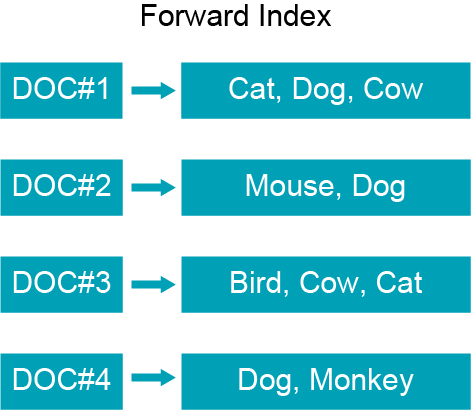 Forward Index
DOC#1 Cat, Dog, Cow
DOC#2 Mouse, Dog
DOC#3 Bird, Cow, Cat
DOC#4 Dog, Monkey